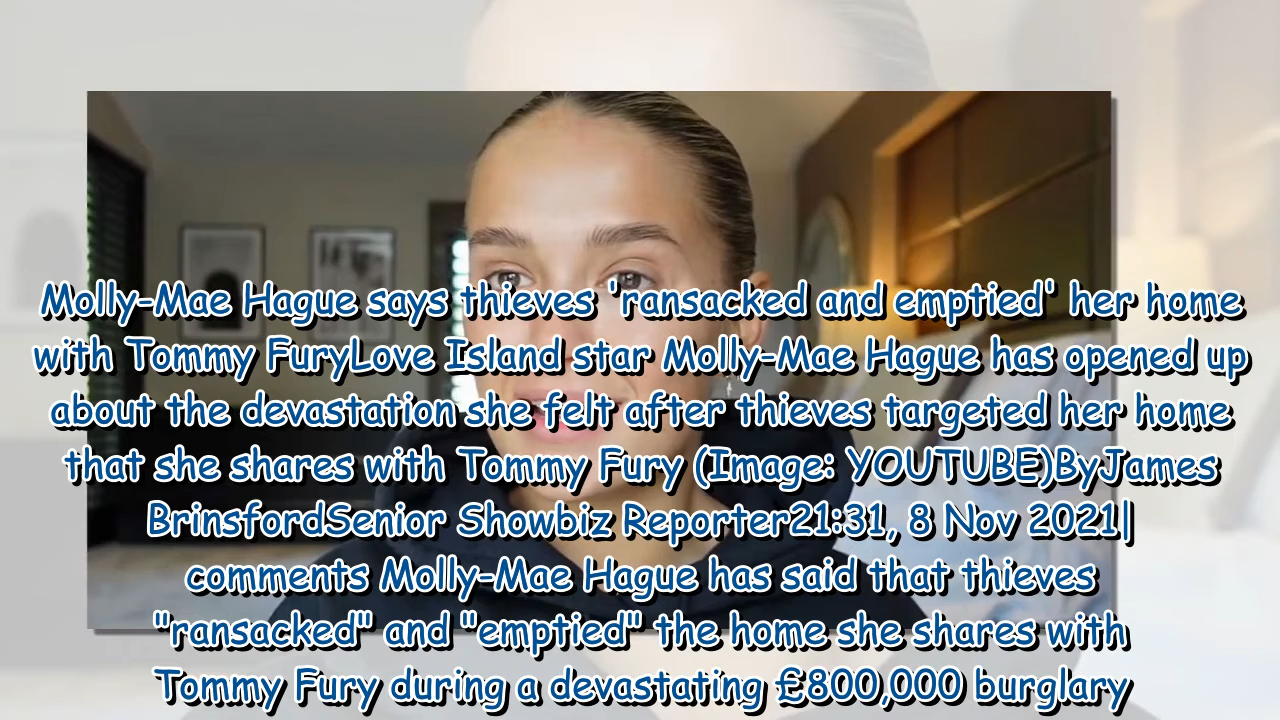 Molly-Mae Hague says thieves 'ransacked and emptied' her home
with Tommy FuryLove Island star Molly-Mae Hague has opened up
about the devastation she felt after thieves targeted her home
that she shares with Tommy Fury (Image: YOUTUBE)ByJames
BrinsfordSenior Showbiz Reporter21:31, 8 Nov 2021|
comments Molly-Mae Hague has said that thieves
"ransacked" and "emptied" the home she shares with
Tommy Fury during a devastating £800,000 burglary